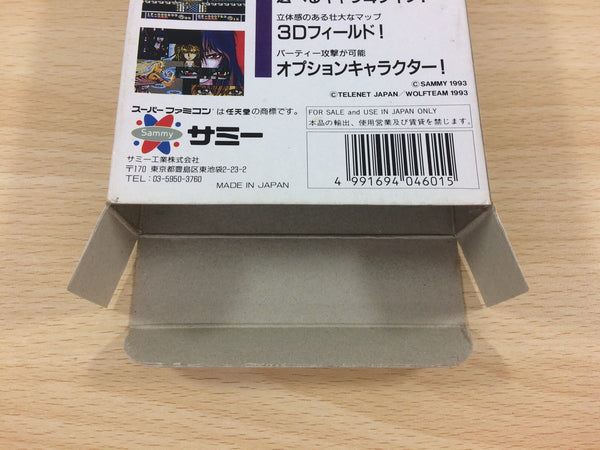 立体感のある壮大なマップ
3Dフィールド!
パーティー攻撃が可能
オプションキャラクター!
©SAMMY 1993
©TELENET JAPAN/WOLFTEAM 1993
スーパーファミコンは任天堂の商標です。
Sammy サミー
サミー工業株式会社
〒170 東京都豊島区東池袋2-23-2
TEL: 03-5950-3760
MADE IN JAPAN
FOR SALE and USE IN JAPAN ONLY
本品の輸出、使用営業及び賃貸を禁じます。
4 991694 046015